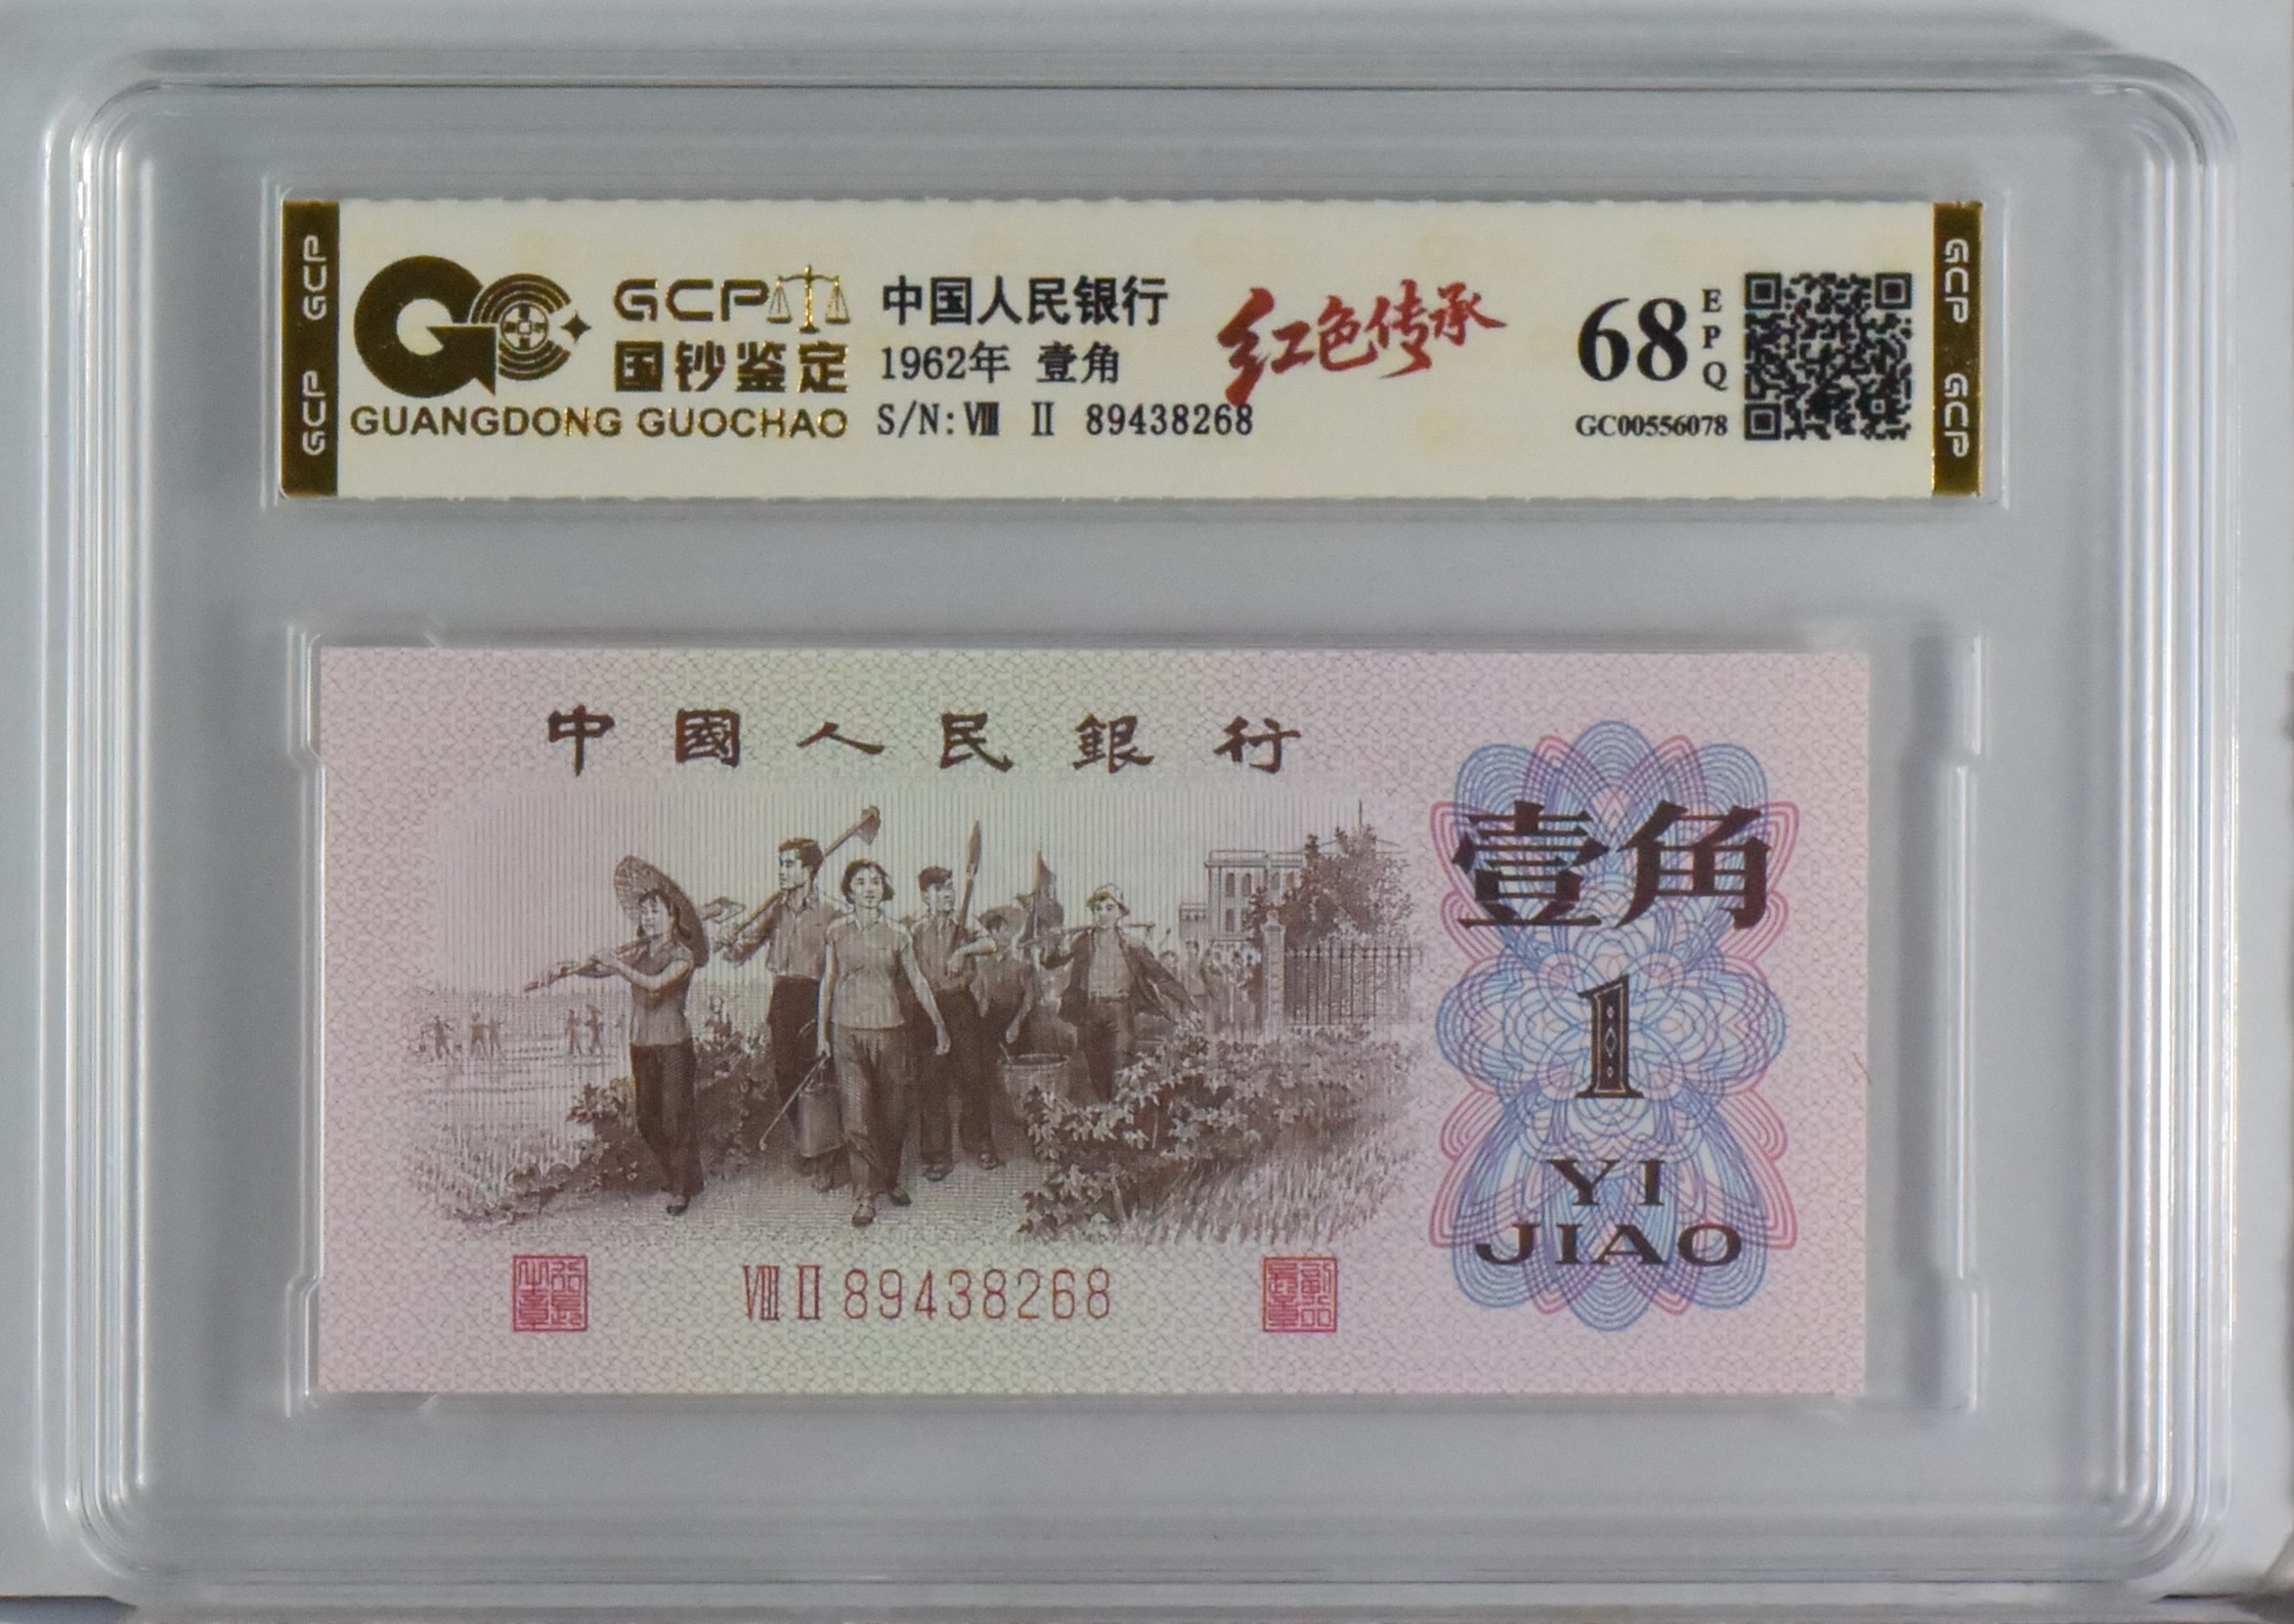 GCP GCP
GCP
国钞鉴定
GUANGDONG GUOCHAO
中国人民银行
1962年 壹角
S/N:Ⅷ Ⅱ 89438268
红色传承
68 EPQ
GC00556078
GCP GCP
中國人民銀行
壹角
1
YI
JIAO
Ⅷ Ⅱ 89438268